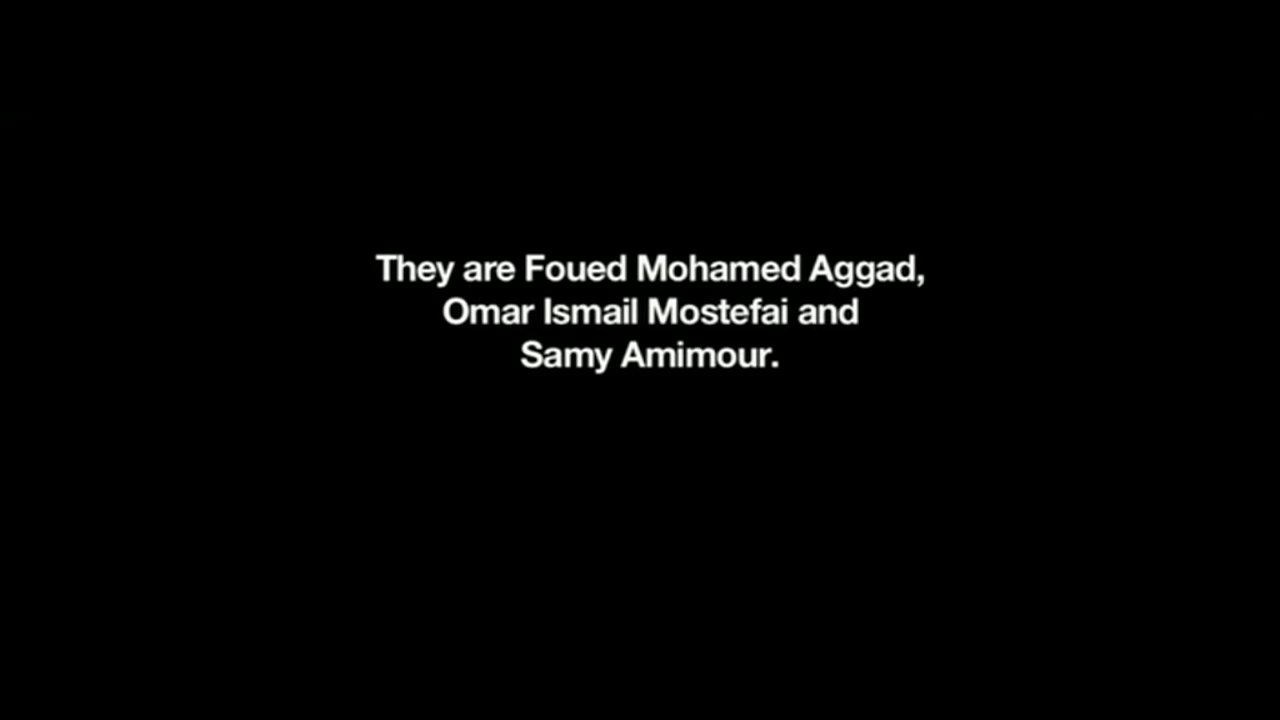 They are Foued Mohamed Aggad,
Omar Ismail Mostefai and
Samy Amimour.